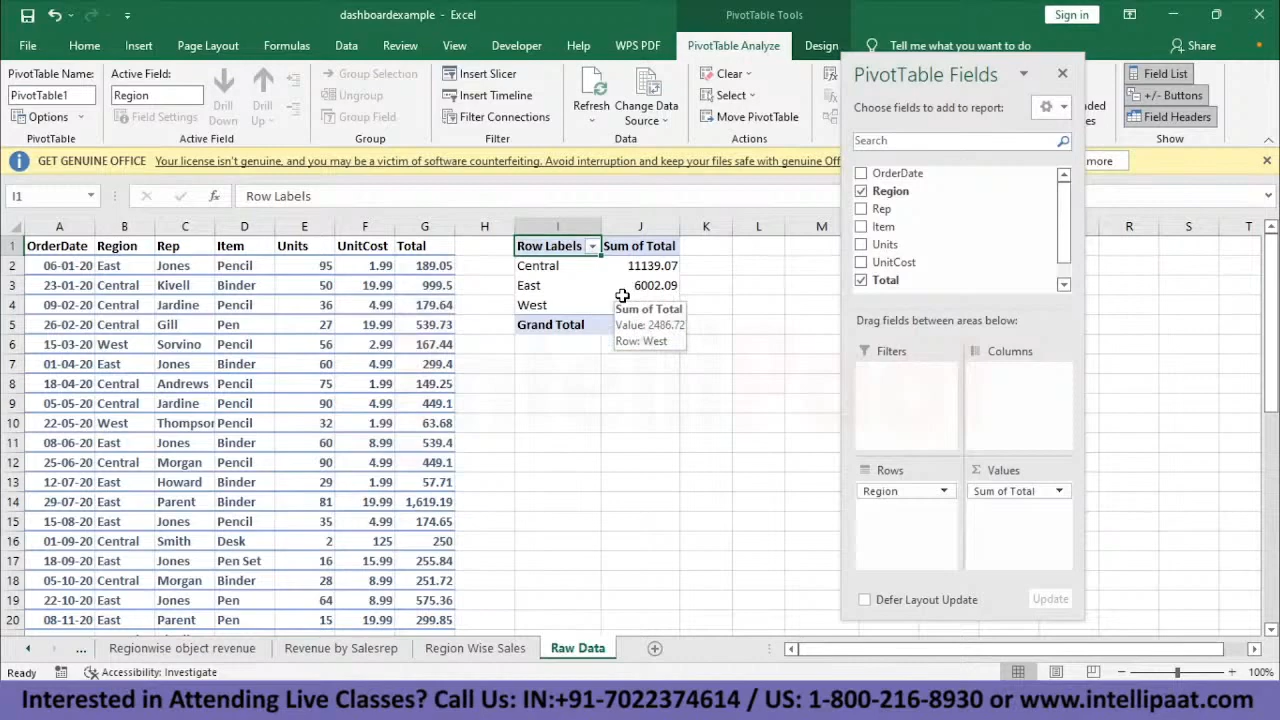 dashboardexample - Excel
PivotTable Tools
Sign in
File Home Insert Page Layout Formulas Data Review View Developer Help WPS PDF PivotTable Analyze Design Tell me what you want to do Share
PivotTable Name:
PivotTable1
Options
PivotTable
Active Field:
Region
Field Settings
Drill Down
Drill Up
Active Field
Group Selection
Ungroup
Group Field
Group
Insert Slicer
Insert Timeline
Filter Connections
Filter
Refresh
Change Data Source
Data
Clear
Select
Move PivotTable
Actions
Field List
+/- Buttons
Field Headers
Show
GET GENUINE OFFICE Your license isn't genuine, and you may be a victim of software counterfeiting. Avoid interruption and keep your files safe with genuine Offi
more
I1 fx Row Labels
A B C D E F G H I J K L M R S T
1 OrderDate Region Rep Item Units UnitCost Total Row Labels Sum of Total
2 06-01-20 East Jones Pencil 95 1.99 189.05 Central 11139.07
3 23-01-20 Central Kivell Binder 50 19.99 999.5 East 6002.09
4 09-02-20 Central Jardine Pencil 36 4.99 179.64 West
5 26-02-20 Central Gill Pen 27 19.99 539.73 Grand Total
6 15-03-20 West Sorvino Pencil 56 2.99 167.44
7 01-04-20 East Jones Binder 60 4.99 299.4
8 18-04-20 Central Andrews Pencil 75 1.99 149.25
9 05-05-20 Central Jardine Pencil 90 4.99 449.1
10 22-05-20 West Thompson Pencil 32 1.99 63.68
11 08-06-20 East Jones Binder 60 8.99 539.4
12 25-06-20 Central Morgan Pencil 90 4.99 449.1
13 12-07-20 East Howard Binder 29 1.99 57.71
14 29-07-20 East Parent Binder 81 19.99 1,619.19
15 15-08-20 East Jones Pencil 35 4.99 174.65
16 01-09-20 Central Smith Desk 2 125 250
17 18-09-20 East Jones Pen Set 16 15.99 255.84
18 05-10-20 Central Morgan Binder 28 8.99 251.72
19 22-10-20 East Jones Pen 64 8.99 575.36
20 08-11-20 East Parent Pen 15 19.99 299.85
Sum of Total
Value: 2486.72
Row: West
PivotTable Fields
Choose fields to add to report:
Search
OrderDate
Region
Rep
Item
Units
UnitCost
Total
Drag fields between areas below:
Filters Columns
Rows Values
Region Sum of Total
Defer Layout Update Update
... Regionwise object revenue Revenue by Salesrep Region Wise Sales Raw Data
Ready Accessibility: Investigate 100%
Interested in Attending Live Classes? Call Us: IN:+91-7022374614 / US: 1-800-216-8930 or www.intellipaat.com